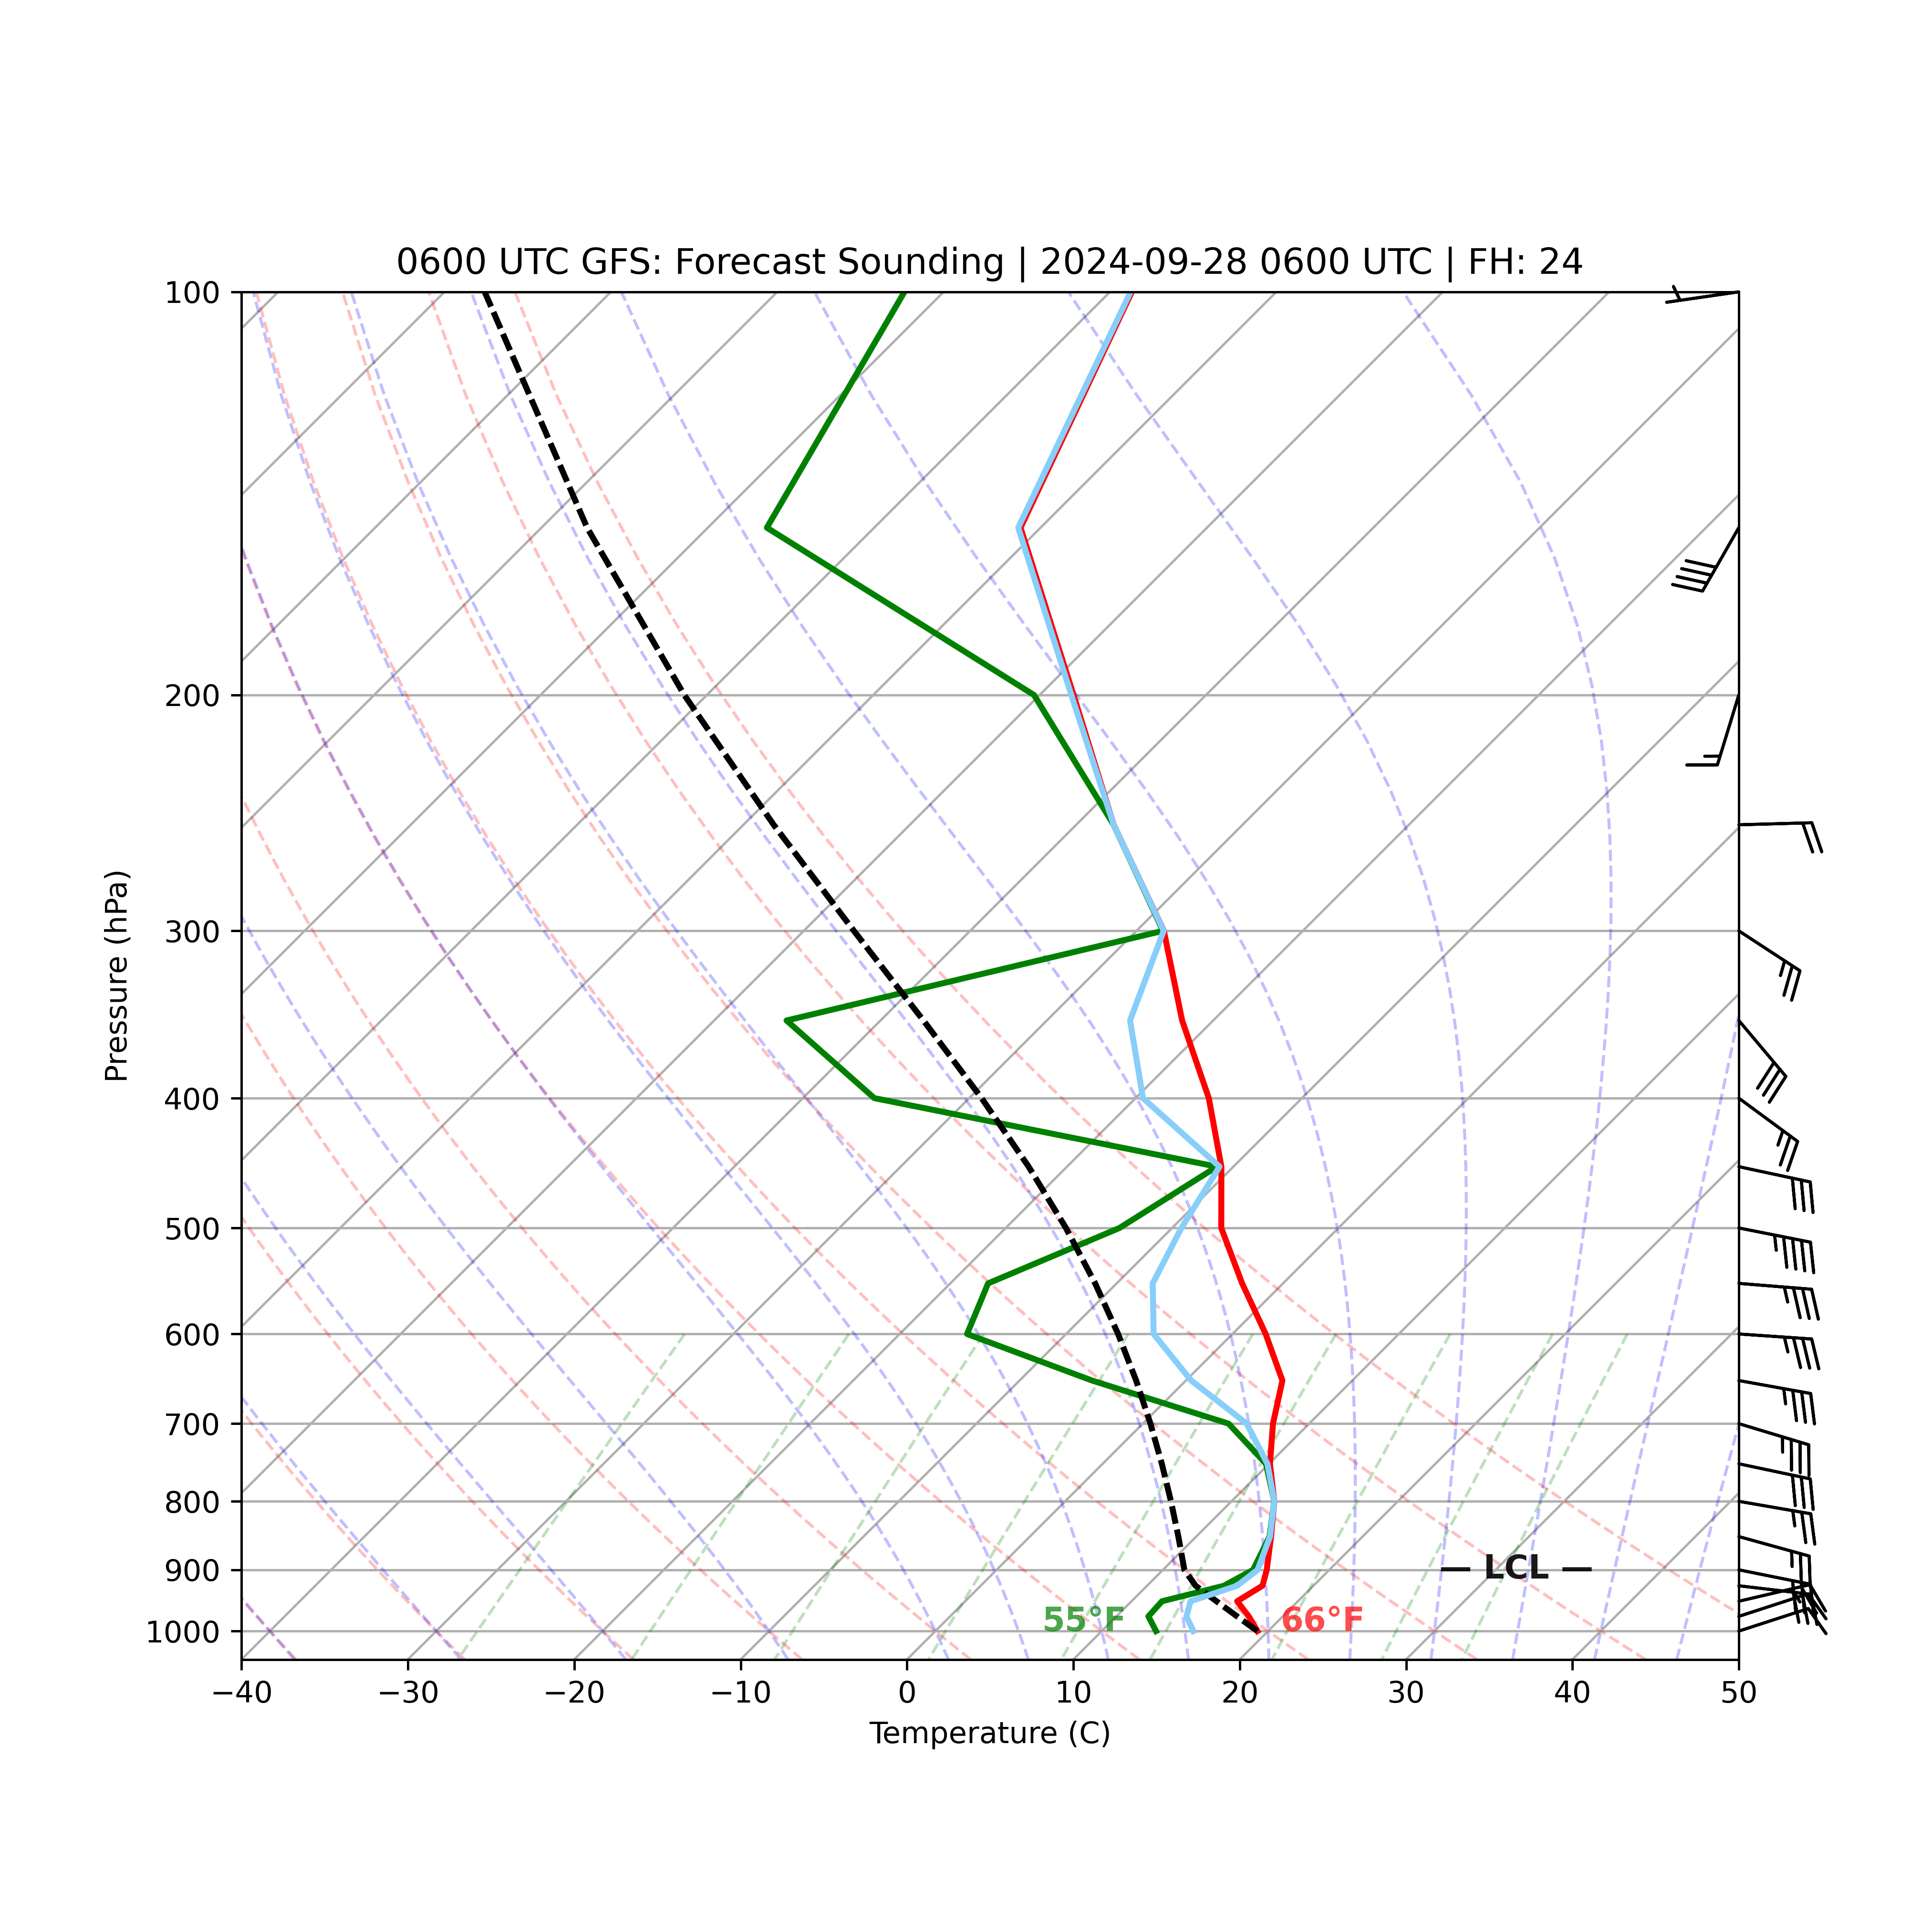 0600 UTC GFS: Forecast Sounding | 2024-09-28 0600 UTC | FH: 24
100
200
300
400
500
600
700
800
900
1000
Pressure (hPa)
— LCL —
55°F
66°F
−40 −30 −20 −10 0 10 20 30 40 50
Temperature (C)